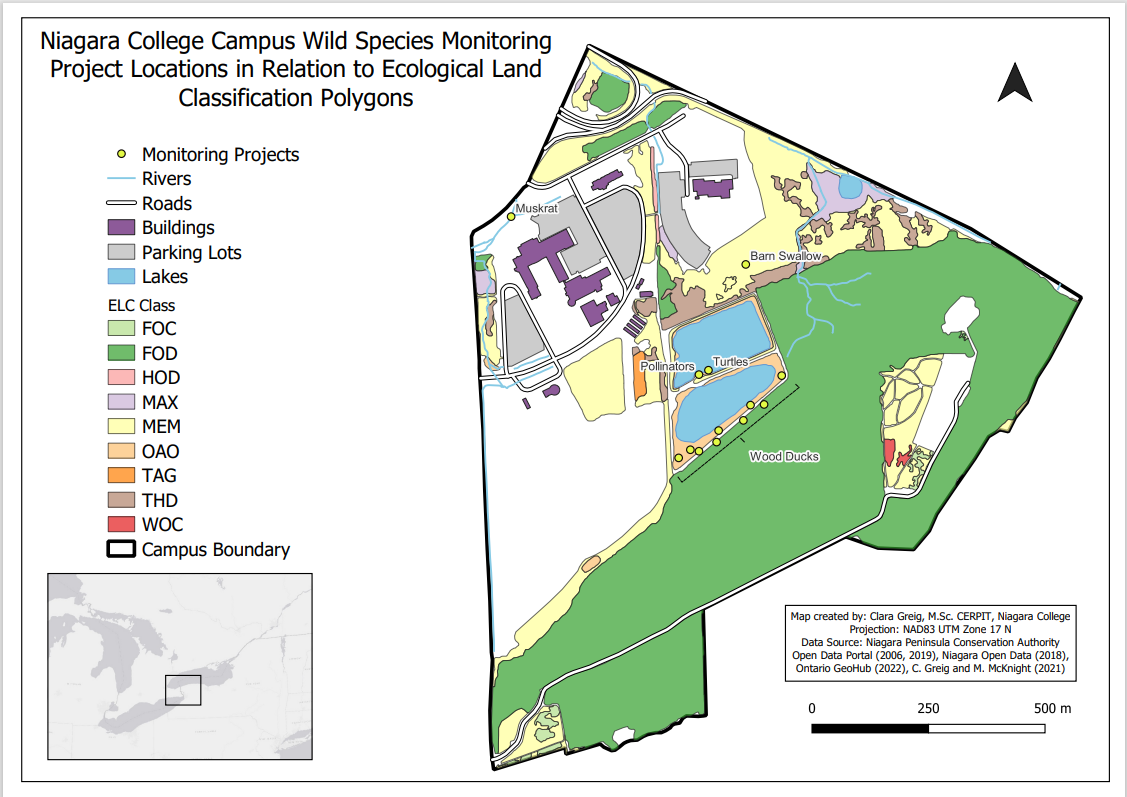 Niagara College Campus Wild Species Monitoring
Project Locations in Relation to Ecological Land
Classification Polygons
Monitoring Projects
Rivers
Roads
Buildings
Parking Lots
Lakes
ELC Class
FOC
FOD
HOD
MAX
MEM
OAO
TAG
THD
WOC
Campus Boundary
Muskrat
Barn Swallow
Pollinators
Turtles
Wood Ducks
Map created by: Clara Greig, M.Sc. CERPIT, Niagara College
Projection: NAD83 UTM Zone 17 N
Data Source: Niagara Peninsula Conservation Authority
Open Data Portal (2006, 2019), Niagara Open Data (2018),
Ontario GeoHub (2022), C. Greig and M. McKnight (2021)
0 250 500 m